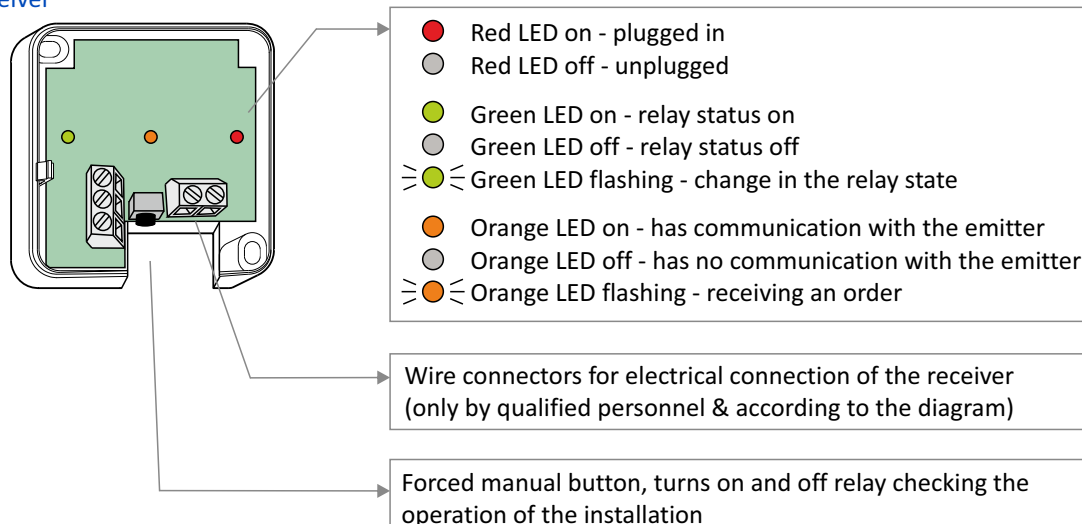 Red LED on - plugged in
Red LED off - unplugged
Green LED on - relay status on
Green LED off - relay status off
Green LED flashing - change in the relay state
Orange LED on - has communication with the emitter
Orange LED off - has no communication with the emitter
Orange LED flashing - receiving an order
Wire connectors for electrical connection of the receiver
(only by qualified personnel & according to the diagram)
Forced manual button, turns on and off relay checking the
operation of the installation